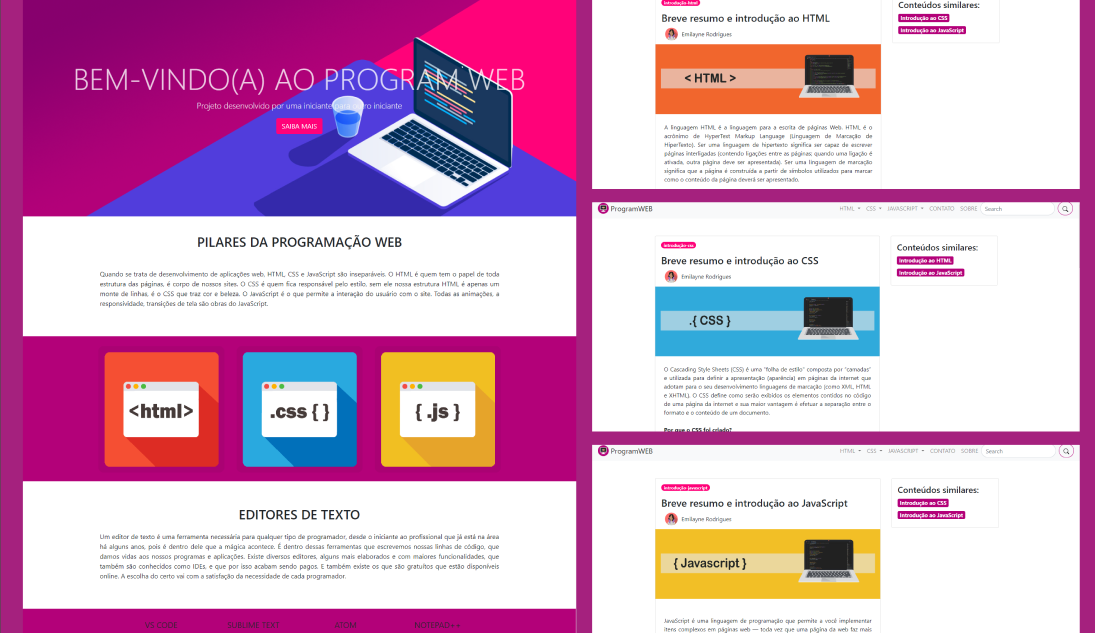 BEM-VINDO(A) AO PROGRAM WEB
Projeto desenvolvido por uma iniciante para outro iniciante
SAIBA MAIS
PILARES DA PROGRAMAÇÃO WEB
Quando se trata de desenvolvimento de aplicações web, HTML, CSS e JavaScript são inseparáveis. O HTML é quem tem o papel de toda
estrutura das páginas, é corpo de nossos sites. O CSS é quem fica responsável pelo estilo, sem ele nossa estrutura HTML é apenas um
monte de linhas, é o CSS que traz cor e beleza. O JavaScript é o que permite a interação do usuário com o site. Todas as animações, a
responsividade, transições de tela são obras do JavaScript.
<html>
.css { }
{ .js }
EDITORES DE TEXTO
Um editor de texto é uma ferramenta necessária para qualquer tipo de programador, desde o iniciante ao profissional que já está na área
há alguns anos, pois é dentro dele que a mágica acontece. É dentro dessas ferramentas que escrevemos nossas linhas de código, que
damos vidas aos nossos programas e aplicações. Existe diversos editores, alguns mais elaborados e com maiores funcionalidades, que
também são conhecidos como IDEs, e que por isso acabam sendo pagos. E também existe os que são gratuitos que estão disponíveis
online. A escolha do certo vai com a satisfação da necessidade de cada programador.
VS CODE
SUBLIME TEXT
ATOM
NOTEPAD++
introdução-html
Breve resumo e introdução ao HTML
Emilayne Rodrigues
< HTML >
A linguagem HTML é a linguagem para a escrita de páginas Web. HTML é o
acrônimo de HyperText Markup Language (Linguagem de Marcação de
HiperTexto). Ser uma linguagem de hipertexto significa ser capaz de escrever
páginas interligadas (contendo ligações entre as páginas; quando uma ligação é
ativada, outra página deve ser apresentada). Ser uma linguagem de marcação
significa que a página é construída a partir de símbolos utilizados para marcar
como o conteúdo da página deverá ser apresentado.
Conteúdos similares:
Introdução ao CSS
Introdução ao JavaScript
ProgramWEB
HTML CSS JAVASCRIPT CONTATO SOBRE Search
introdução-css
Breve resumo e introdução ao CSS
Emilayne Rodrigues
.{ CSS }
O Cascading Style Sheets (CSS) é uma "folha de estilo" composta por "camadas"
e utilizada para definir a apresentação (aparência) em páginas da internet que
adotam para o seu desenvolvimento linguagens de marcação (como XML, HTML
e XHTML). O CSS define como serão exibidos os elementos contidos no código
de uma página da internet e sua maior vantagem é efetuar a separação entre o
formato e o conteúdo de um documento.
Por que o CSS foi criado?
Conteúdos similares:
Introdução ao HTML
Introdução ao JavaScript
ProgramWEB
HTML CSS JAVASCRIPT CONTATO SOBRE Search
introdução-javascript
Breve resumo e introdução ao JavaScript
Emilayne Rodrigues
{ Javascript }
JavaScript é uma linguagem de programação que permite a você implementar
itens complexos em páginas web — toda vez que uma página da web faz mais
Conteúdos similares:
Introdução ao CSS
Introdução ao JavaScript